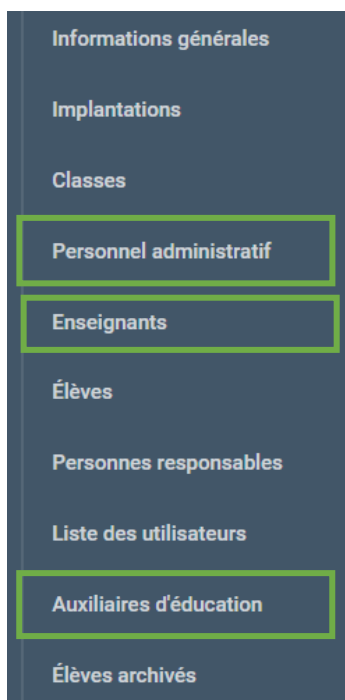 Informations générales
Implantations
Classes
Personnel administratif
Enseignants
Élèves
Personnes responsables
Liste des utilisateurs
Auxiliaires d'éducation
Élèves archivés